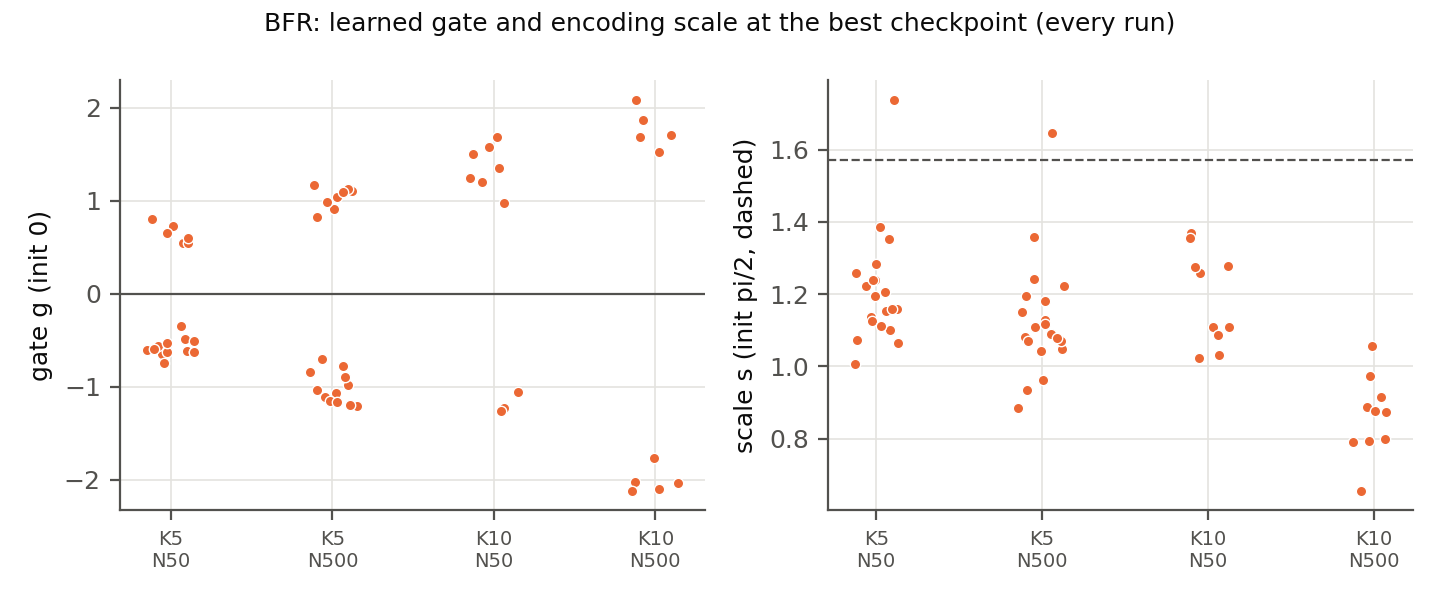 BFR: learned gate and encoding scale at the best checkpoint (every run)
gate g (init 0)
2
1
0
−1
−2
K5
N50
K5
N500
K10
N50
K10
N500
scale s (init pi/2, dashed)
1.6
1.4
1.2
1.0
0.8
K5
N50
K5
N500
K10
N50
K10
N500